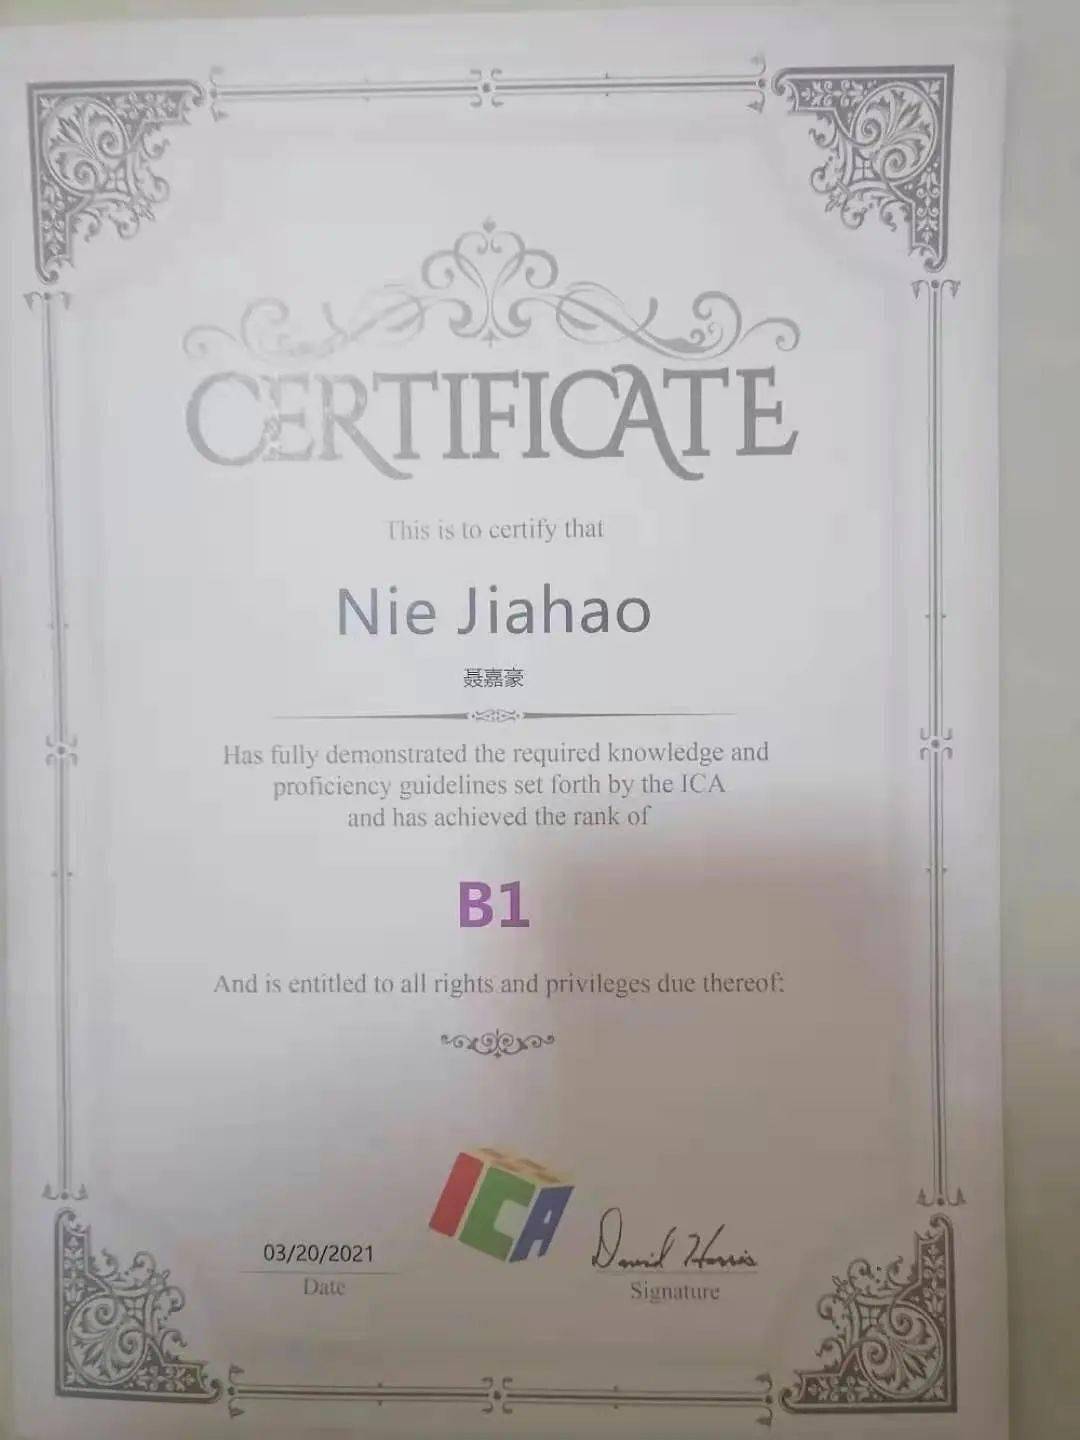 CERTIFICATE
This is to certify that
Nie Jiahao
聂嘉豪
Has fully demonstrated the required knowledge and
proficiency guidelines set forth by the ICA
and has achieved the rank of
B1
And is entitled to all rights and privileges due thereof:
ICA
03/20/2021
David Harris
Date
Signature